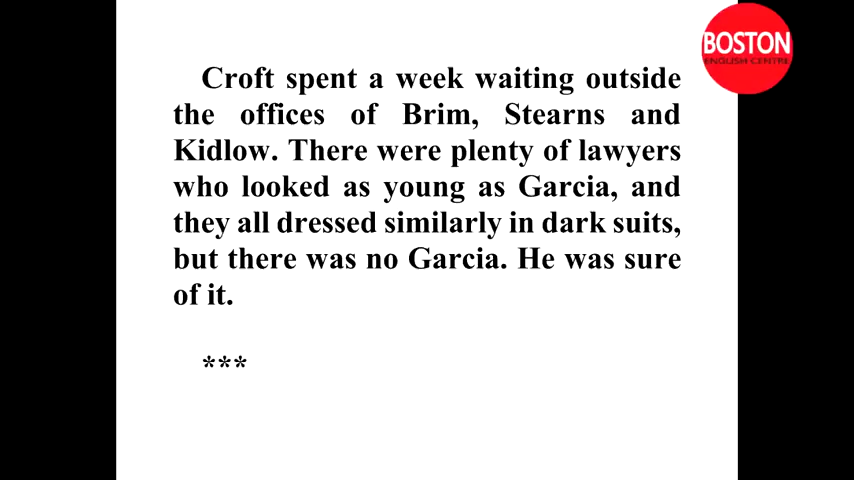 BOSTON
ENGLISH CENTRE
Croft spent a week waiting outside
the offices of Brim, Stearns and
Kidlow. There were plenty of lawyers
who looked as young as Garcia, and
they all dressed similarly in dark suits,
but there was no Garcia. He was sure
of it.
***